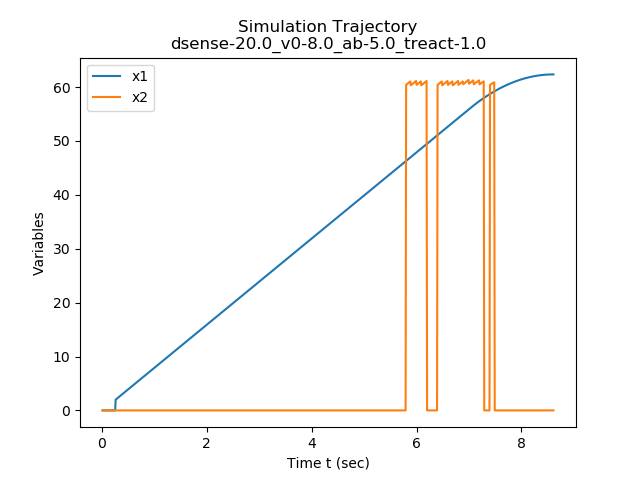 Simulation Trajectory
dsense-20.0_v0-8.0_ab-5.0_treact-1.0
x1
x2
60
50
40
30
20
10
0
Variables
0 2 4 6 8
Time t (sec)